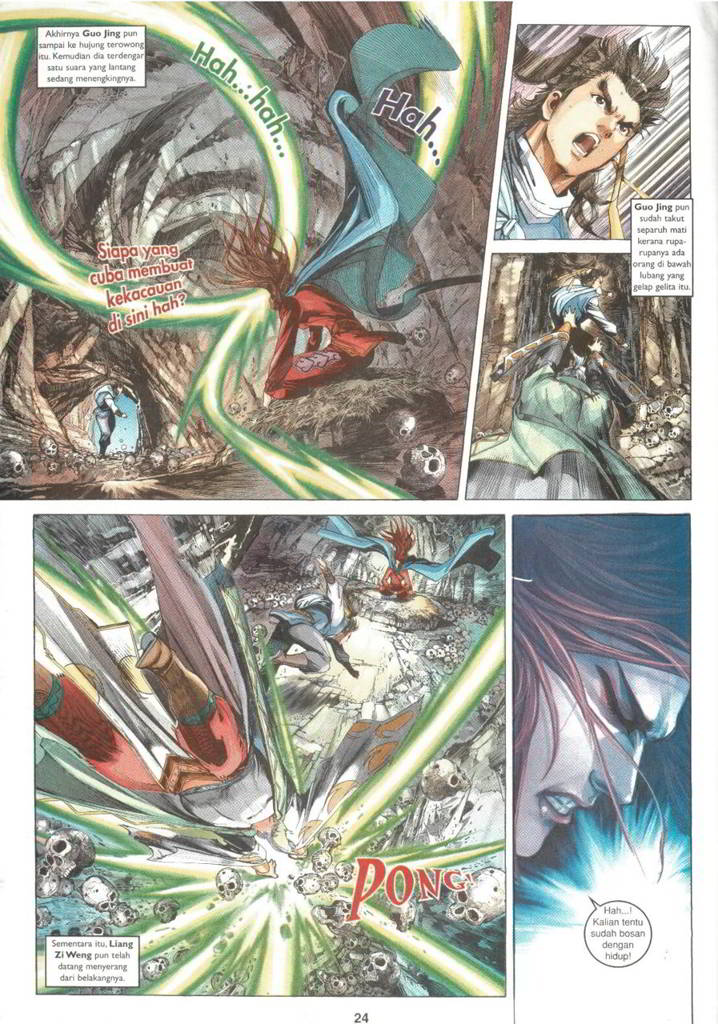 Akhirnya Guo Jing pun
sampai ke hujung terowong
itu. Kemudian dia terdengar
satu suara yang lantang
sedang menengkingnya.
Hah...hah...
Hah...
Siapa yang
cuba membuat
kekacauan
di sini hah?
Guo Jing pun
sudah takut
separuh mati
kerana rupa-
rupanya ada
orang di bawah
lubang yang
gelap gelita itu.
PONG
Sementara itu, Liang
Zi Weng pun telah
datang menyerang
dari belakangnya.
Hah...!
Kalian tentu
sudah bosan
dengan
hidup!
24